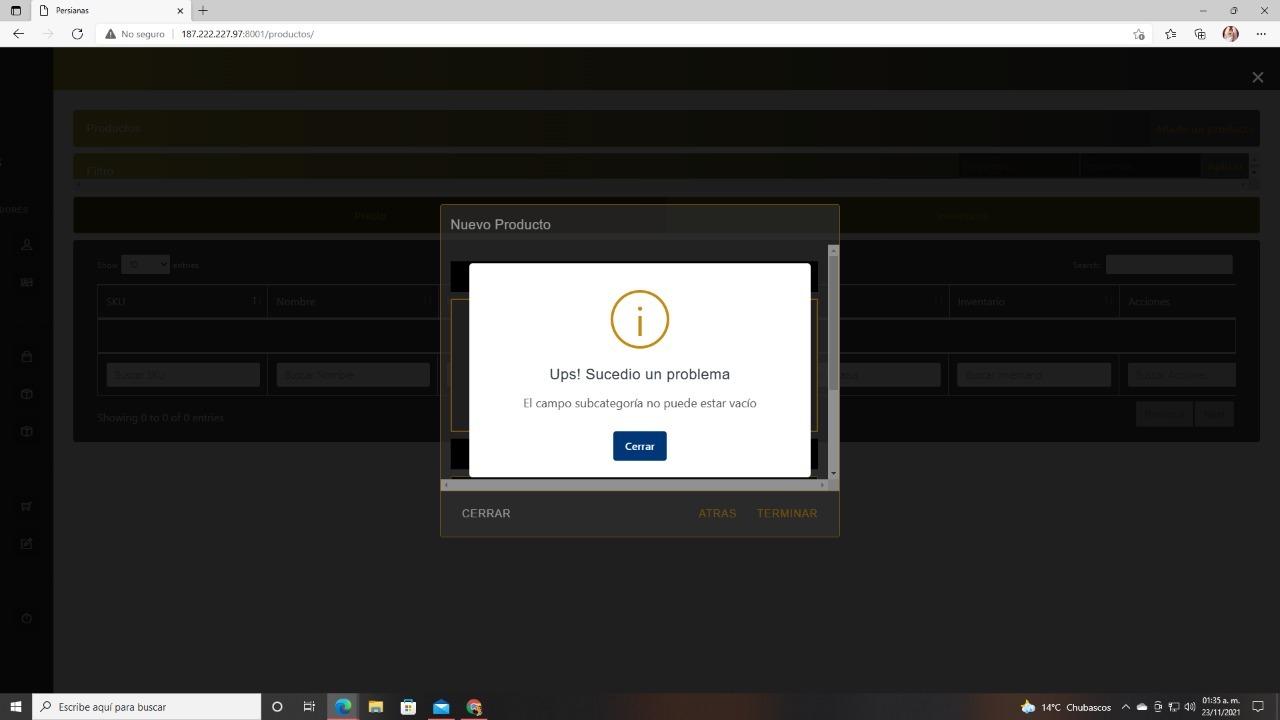 Persianas
No seguro
187.222.227.97:8001/productos/
Productos
Añadir un producto
Filtro
Aplicar
DORES
Precio
Inventario
Nuevo Producto
Show 10 entries
Search:
SKU
Nombre
Inventario
Acciones
Buscar SKU
Buscar Nombre
Buscar Inventario
Buscar Acciones
Showing 0 to 0 of 0 entries
Previous
Next
i
Ups! Sucedio un problema
El campo subcategoría no puede estar vacío
Cerrar
CERRAR
ATRAS
TERMINAR
Escribe aquí para buscar
14°C Chubascos
01:35 a. m.
23/11/2021